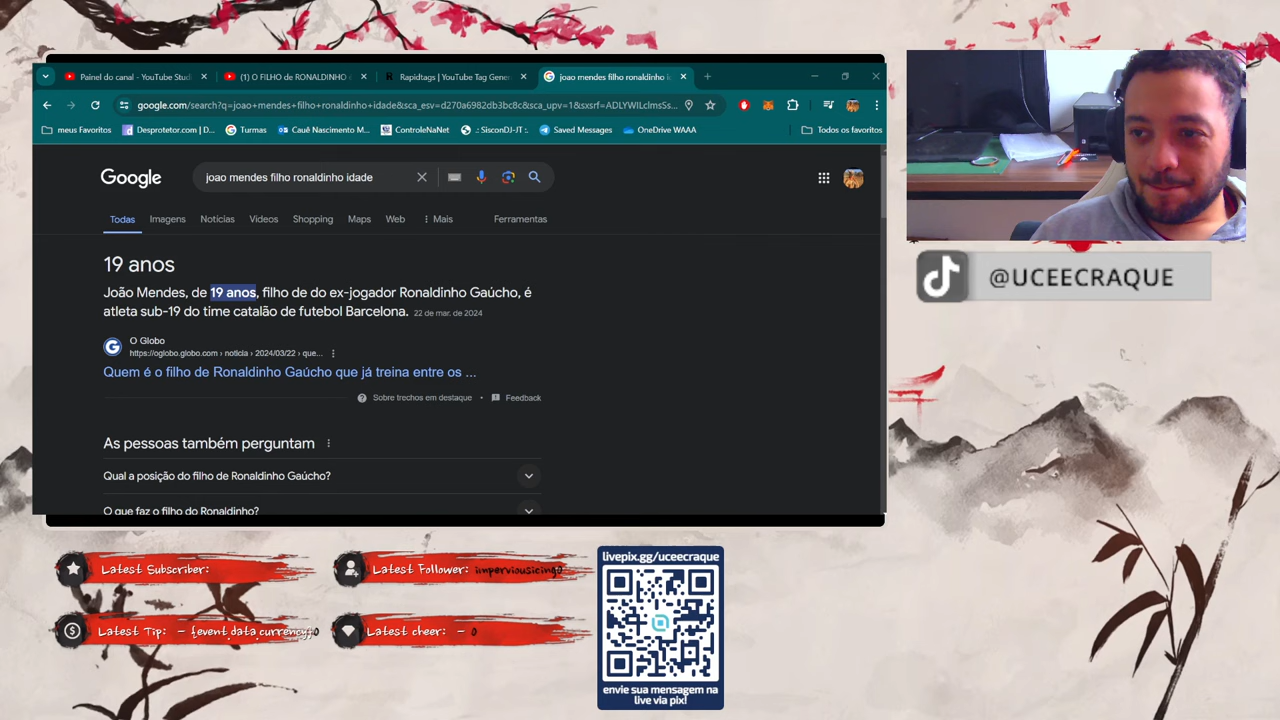 Painel do canal - YouTube Stud
(1) O FILHO de RONALDINHO é
Rapidtags | YouTube Tag Gener
joao mendes filho ronaldinho i
google.com/search?q=joao+mendes+filho+ronaldinho+idade&sca_esv=d270a6982db3bc8c&sca_upv=1&sxsrf=ADLYWILclmsSs...
meus Favoritos
Desprotetor.com | D...
Turmas
Cauê Nascimento M...
ControleNaNet
.: SisconDJ-JT :.
Saved Messages
OneDrive WAAA
Todos os favoritos
Google
joao mendes filho ronaldinho idade
Todas
Imagens
Notícias
Vídeos
Shopping
Maps
Web
Mais
Ferramentas
19 anos
João Mendes, de 19 anos, filho de do ex-jogador Ronaldinho Gaúcho, é
atleta sub-19 do time catalão de futebol Barcelona. 22 de mar. de 2024
O Globo
https://oglobo.globo.com › noticia › 2024/03/22 › que...
Quem é o filho de Ronaldinho Gaúcho que já treina entre os ...
Sobre trechos em destaque • Feedback
As pessoas também perguntam
Qual a posição do filho de Ronaldinho Gaúcho?
O que faz o filho do Ronaldinho?
@UCEECRAQUE
Latest Subscriber:
Latest Follower:
Latest Tip: - {event_data_currency}0
Latest cheer: - 0
livepix.gg/uceecraque
envie sua mensagem na
live via pix!